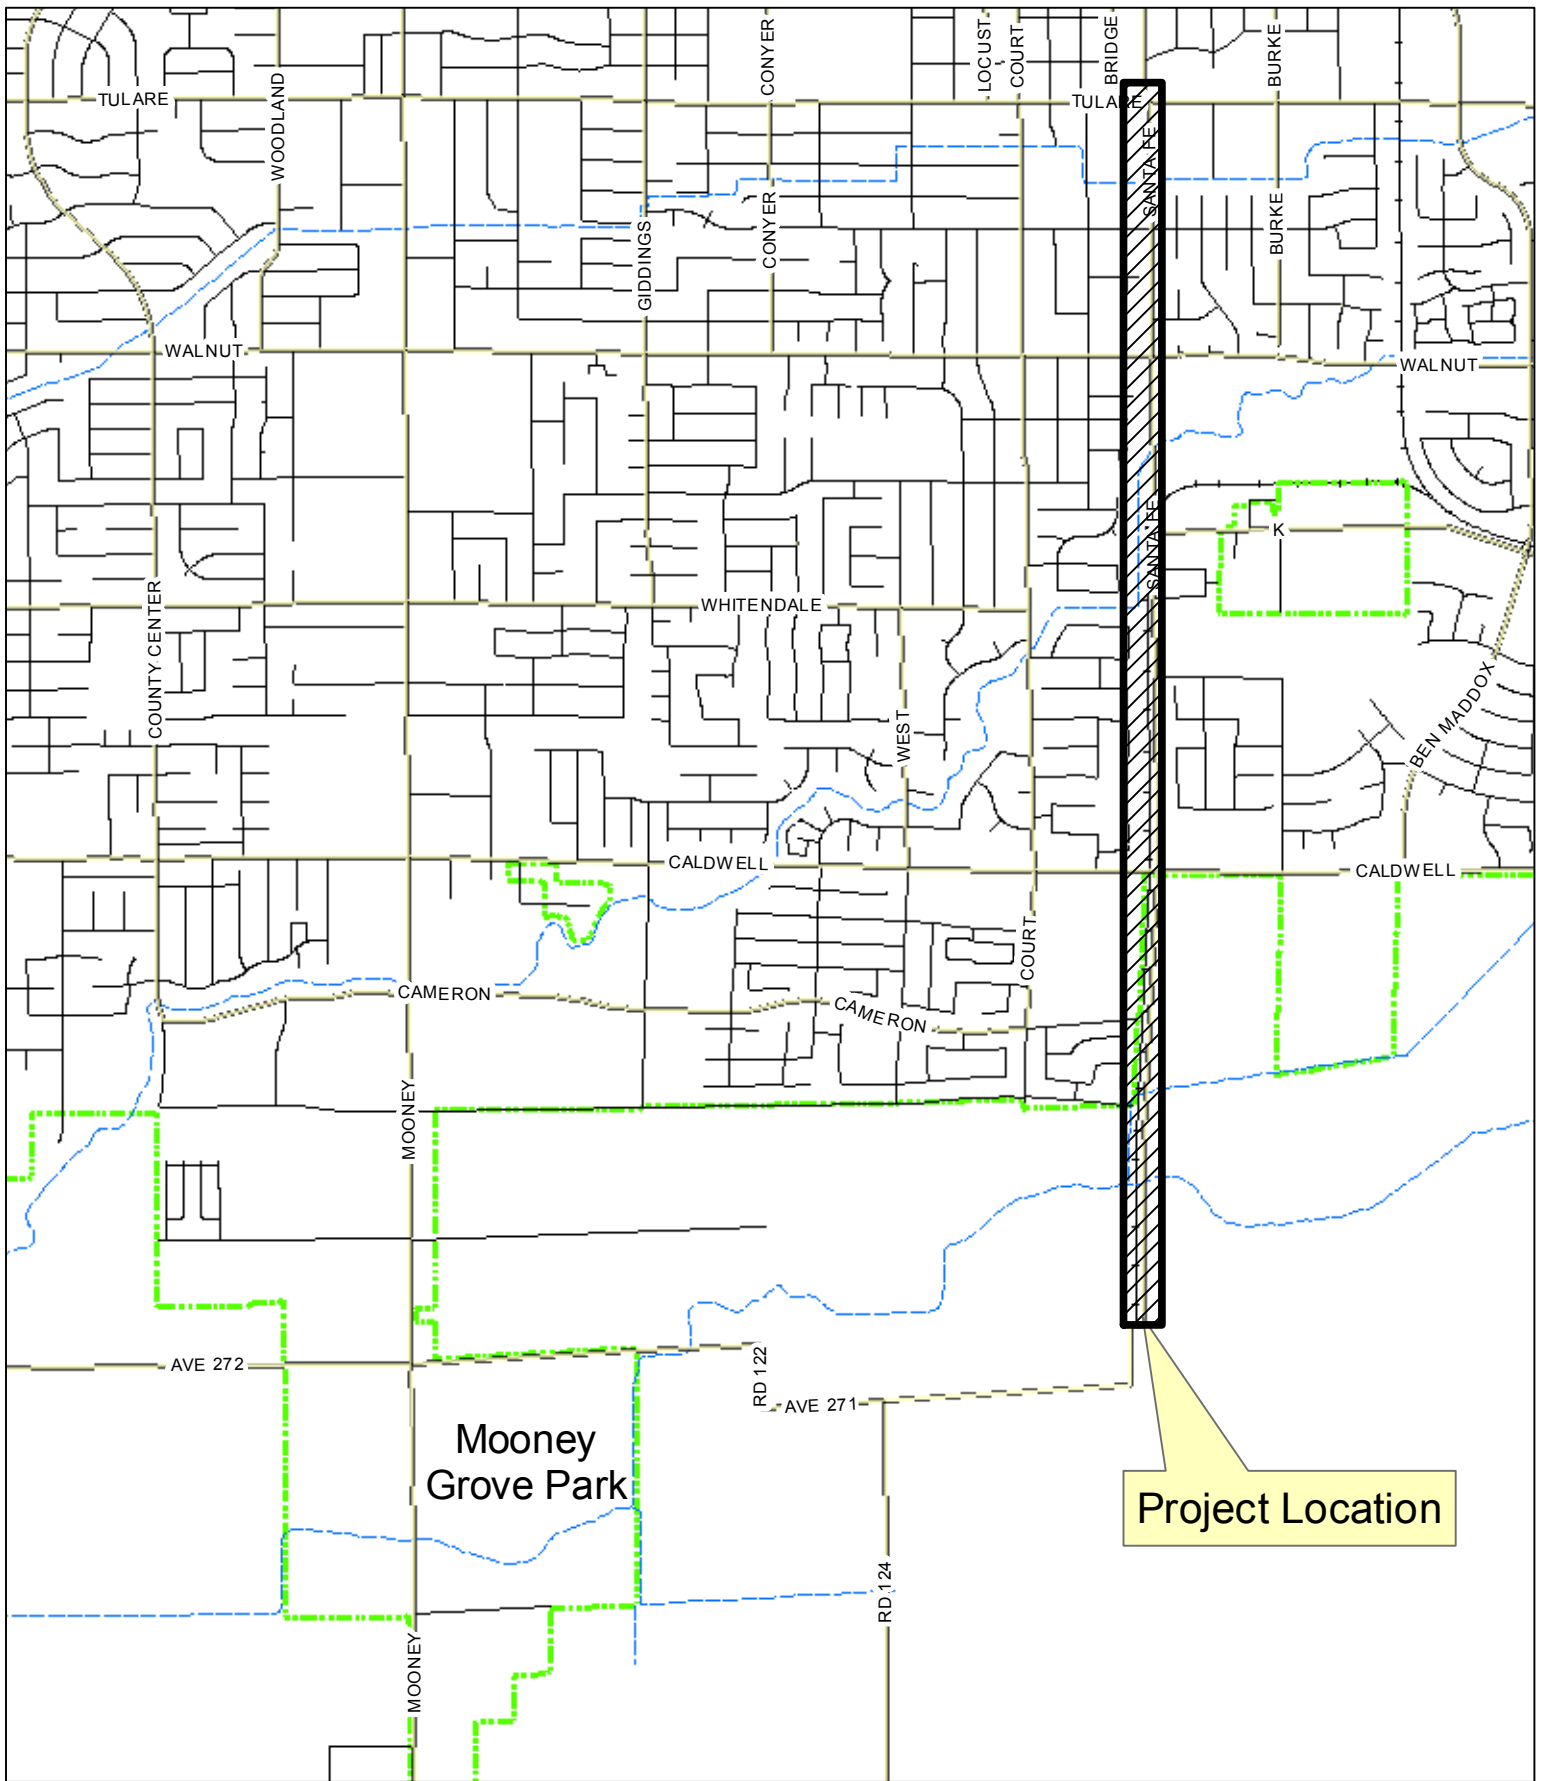 LOCUST
COURT
BRIDGE
BURKE
CONYER
TULARE
WOODLAND
TULARE
SANTA FE
CONYER
BURKE
GIDDINGS
WALNUT
WALNUT
SANTA FE
K
WHITENDALE
COUNTY CENTER
WEST
BEN MADDOX
CALDWELL
CALDWELL
COURT
CAMERON
CAMERON
MOONEY
AVE 272
RD 122
AVE 271
Mooney
Grove Park
Project Location
RD 124
MOONEY